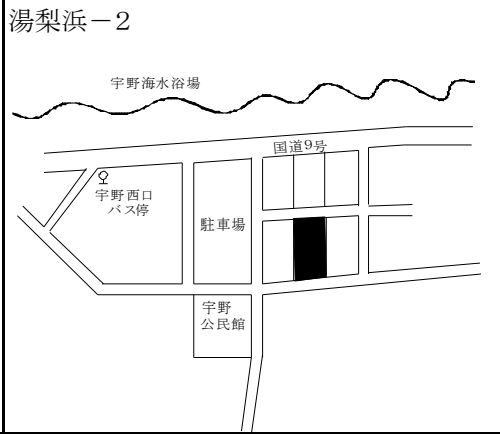 湯梨浜－2
宇野海水浴場
国道9号
宇野西口
バス停
駐車場
宇野
公民館